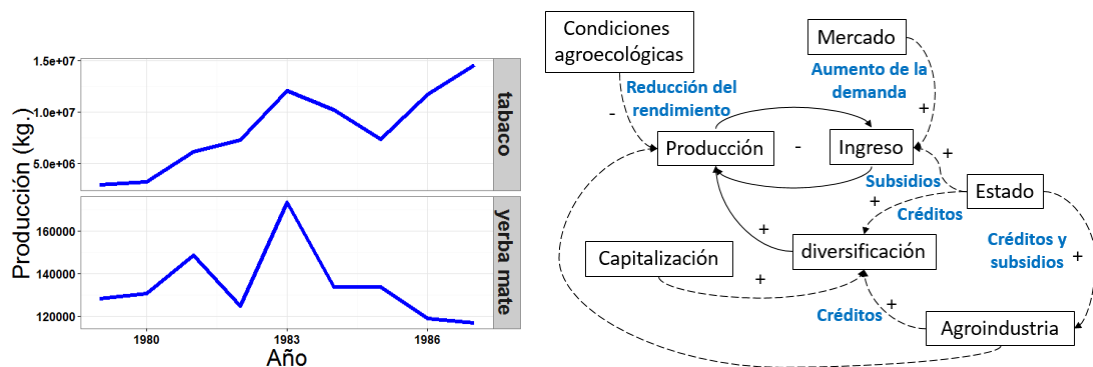 Producción (kg.)
1.5e+07
1.0e+07
5.0e+06
tabaco
160000
140000
120000
yerba mate
1980
1983
1986
Año
Condiciones
agroecológicas
Mercado
Reducción del
rendimiento
Aumento de la
demanda
-
+
Producción
-
Ingreso
+
Subsidios
Estado
+
Créditos
+
diversificación
Créditos y
subsidios
+
Capitalización
+
+
Créditos
Agroindustria